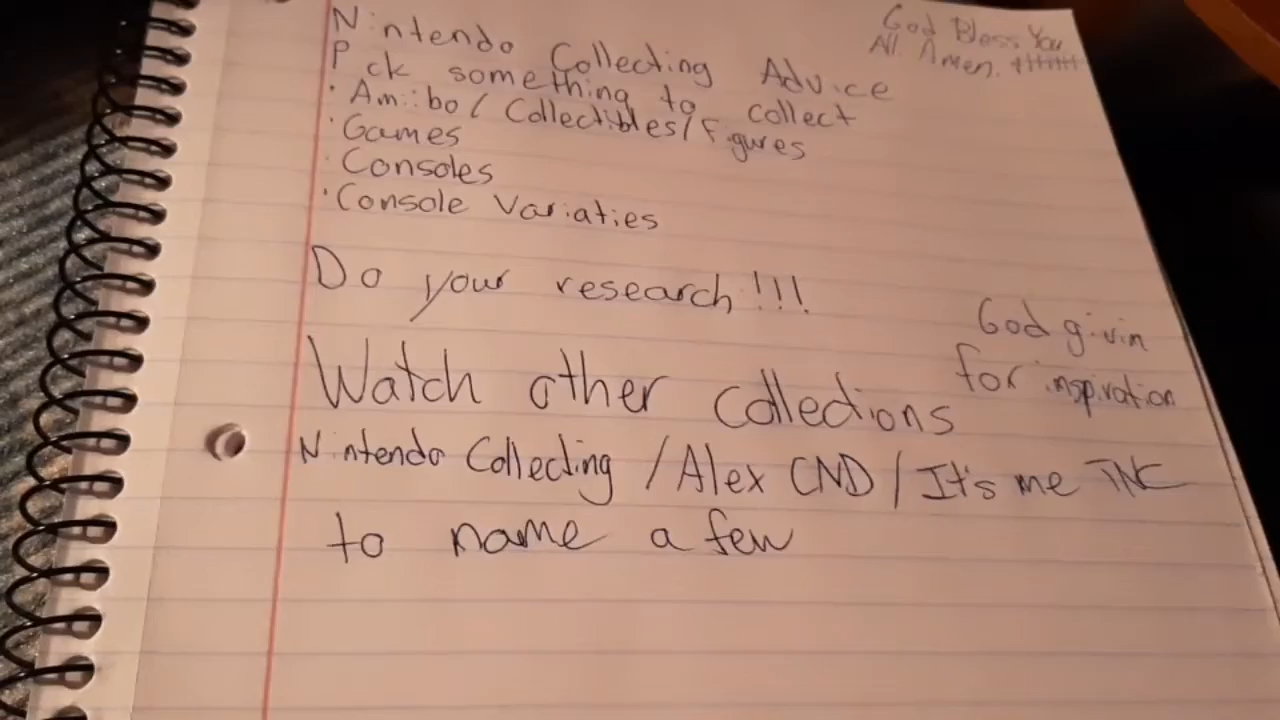 Nintendo Collecting Advice
God Bless You
All Amen. +++++++
Pick something to collect
· Amiibo/Collectibles/Figures
· Games
· Consoles
· Console Variaties
Do your research!!!
God givin
for inspiration
Watch other collections
Nintendo Collecting /Alex CND/It's me TNC
to name a few